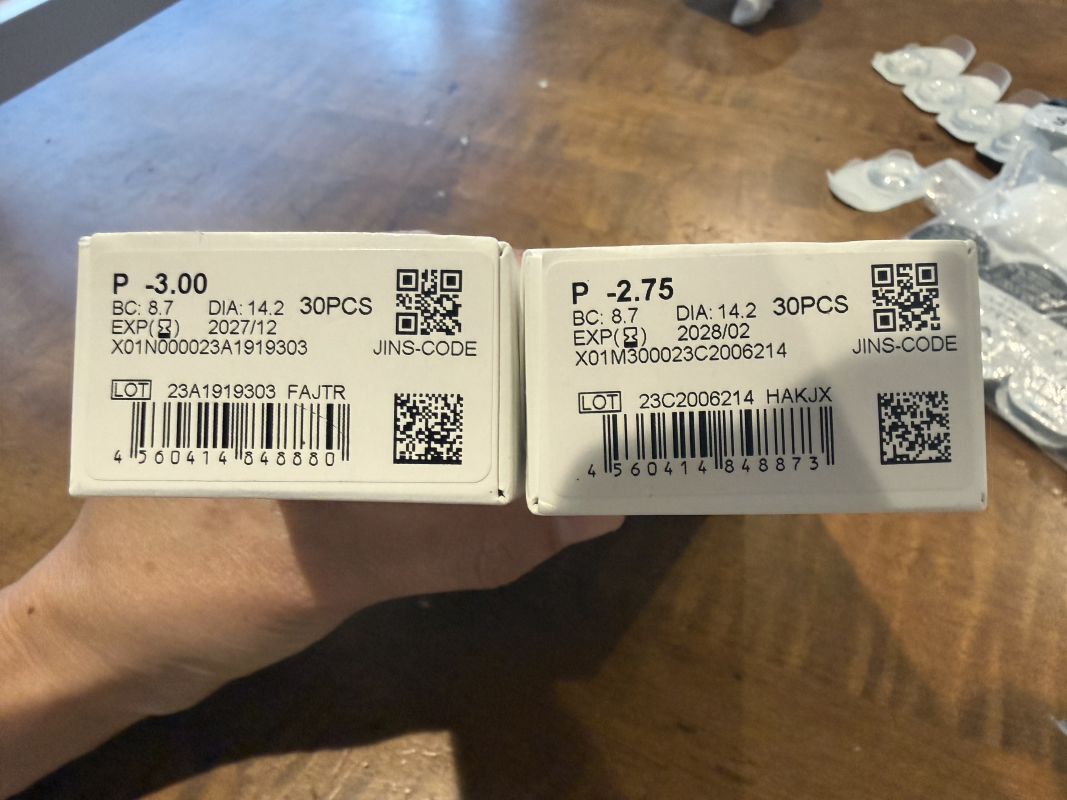 P -3.00
BC: 8.7 DIA: 14.2 30PCS
EXP(⌛) 2027/12
X01N000023A1919303
JINS-CODE
LOT 23A1919303 FAJTR
4 560414 848880
P -2.75
BC: 8.7 DIA: 14.2 30PCS
EXP(⌛) 2028/02
X01M300023C2006214
JINS-CODE
LOT 23C2006214 HAKJX
4 560414 848873